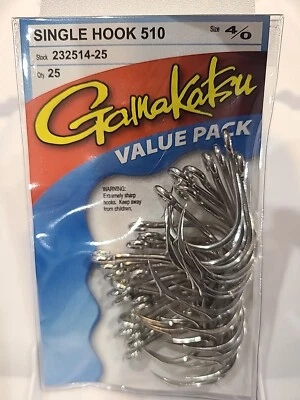 SINGLE HOOK 510
Size 4/0
Stock 232514-25
Qty. 25
Gamakatsu
VALUE PACK
WARNING:
Extremely sharp
hooks. Keep away
from children.